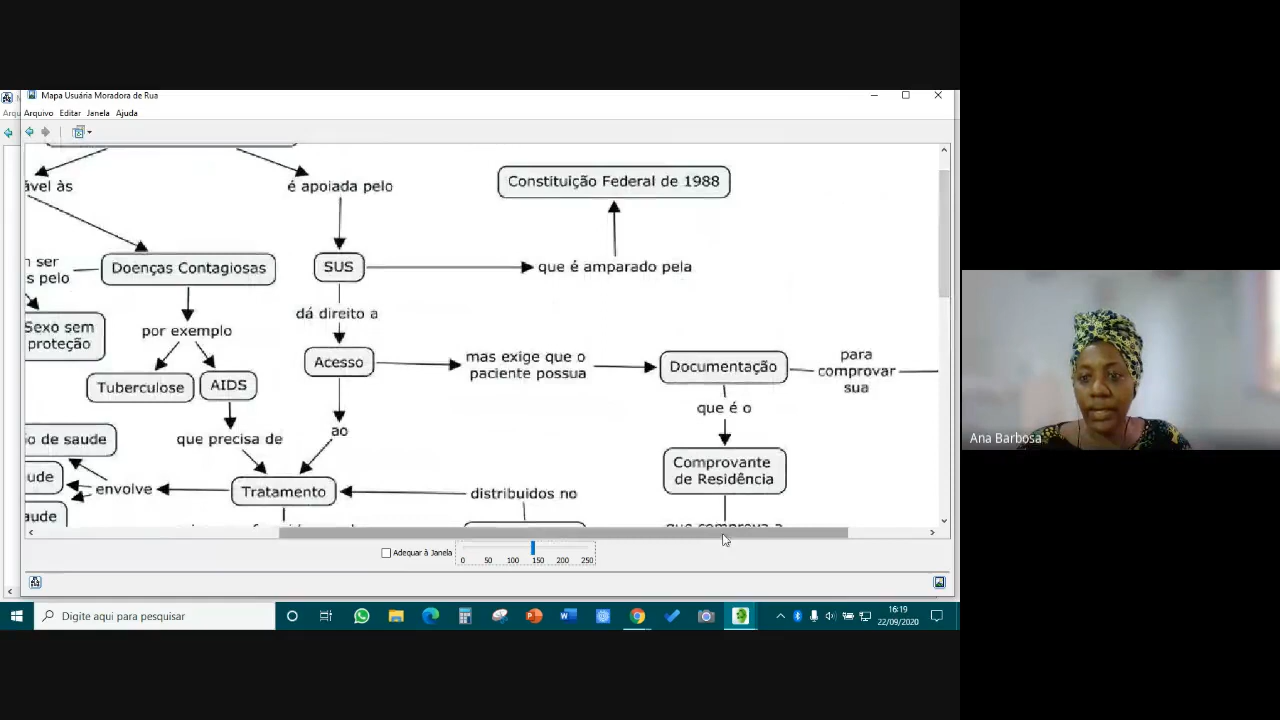 Mapa Usuária Moradora de Rua
Arquivo Editar Janela Ajuda
ável às
é apoiada pelo
Constituição Federal de 1988
ser
s pelo
Doenças Contagiosas
SUS
que é amparado pela
dá direito a
Sexo sem
proteção
por exemplo
Acesso
mas exige que o
paciente possua
Documentação
para
comprovar
sua
Tuberculose
AIDS
que é o
que precisa de
ao
o de saude
Comprovante
de Residência
ude
envolve
Tratamento
distribuidos no
aude
que comprova a
Adequar à Janela
0 50 100 150 200 250
Digite aqui para pesquisar
16:19
22/09/2020
Ana Barbosa